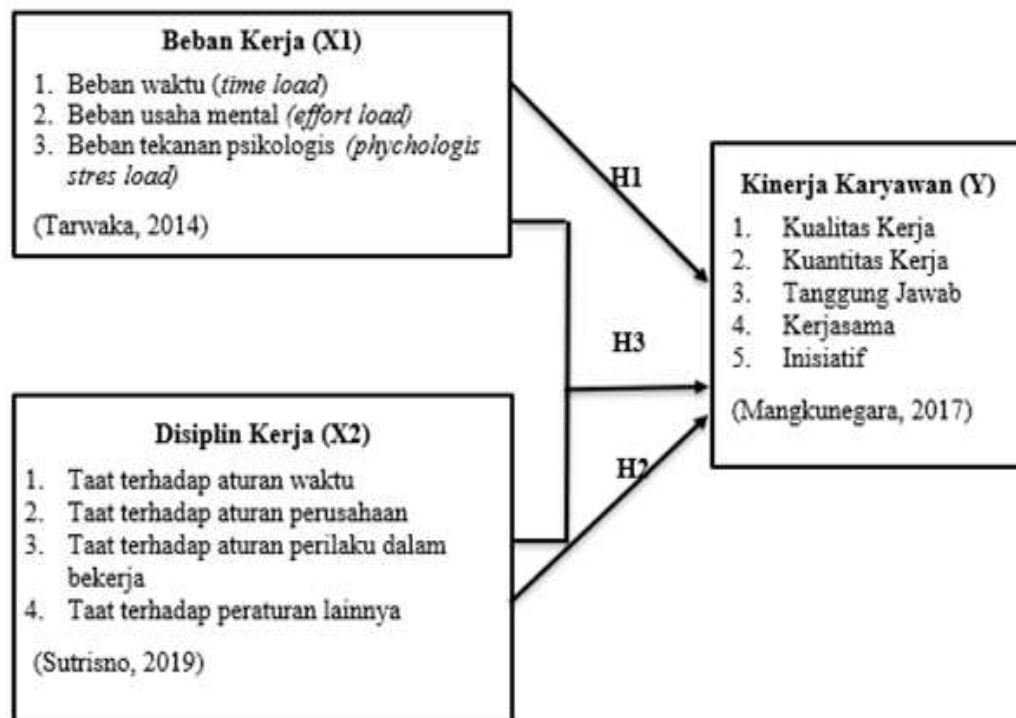 Beban Kerja (X1)
1. Beban waktu (time load)
2. Beban usaha mental (effort load)
3. Beban tekanan psikologis (phychologis
stres load)
(Tarwaka, 2014)
H1
Kinerja Karyawan (Y)
1. Kualitas Kerja
2. Kuantitas Kerja
3. Tanggung Jawab
4. Kerjasama
5. Inisiatif
(Mangkunegara, 2017)
H3
H2
Disiplin Kerja (X2)
1. Taat terhadap aturan waktu
2. Taat terhadap aturan perusahaan
3. Taat terhadap aturan perilaku dalam
bekerja
4. Taat terhadap peraturan lainnya
(Sutrisno, 2019)